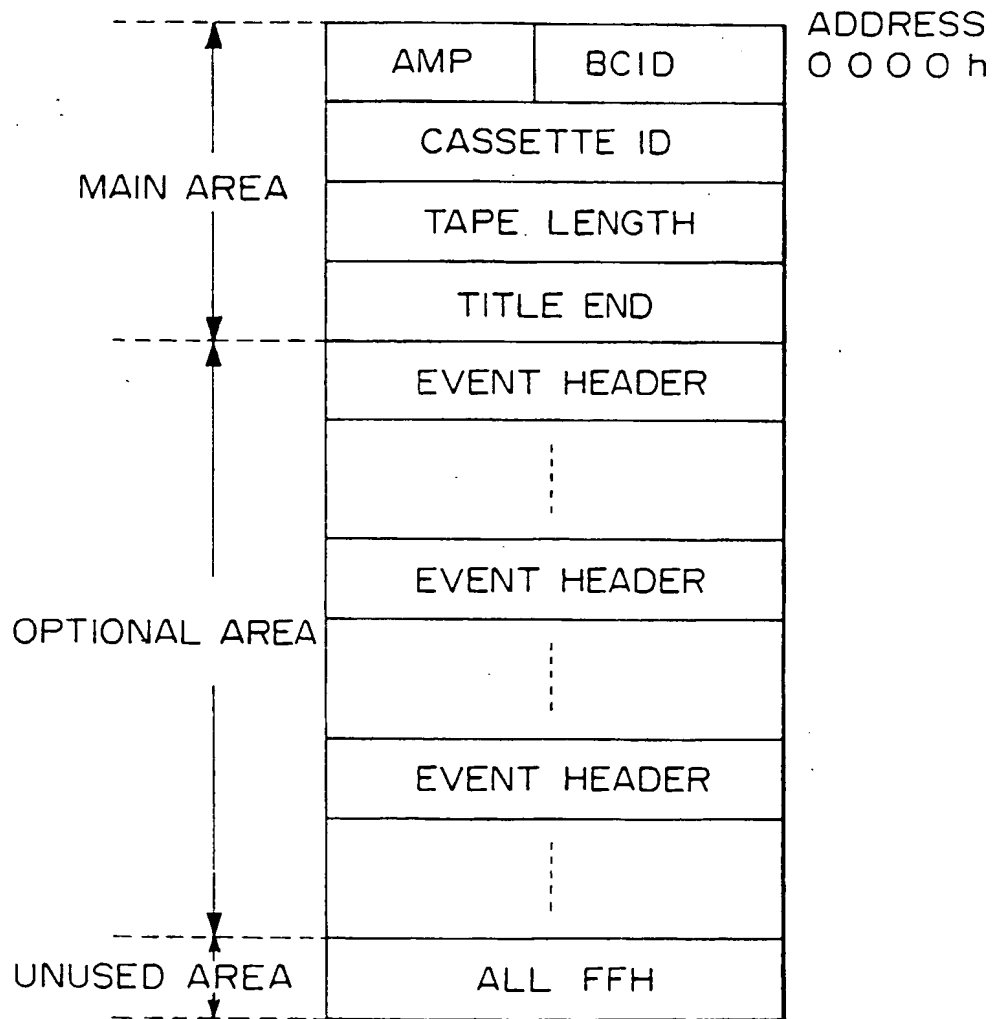 ADDRESS
0000h
AMP BCID
CASSETTE ID
MAIN AREA
TAPE. LENGTH
TITLE END
EVENT HEADER
EVENT HEADER
OPTIONAL AREA
EVENT HEADER
UNUSED AREA
ALL FFH